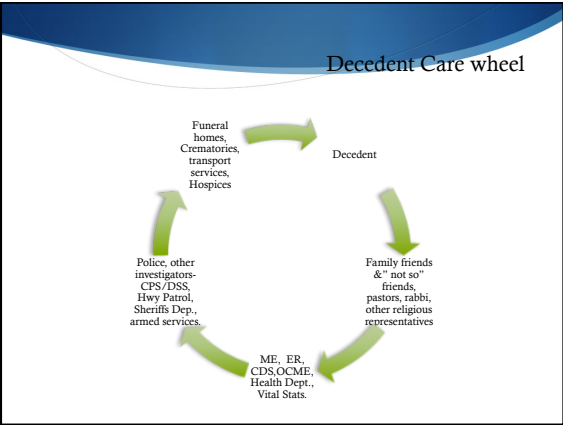 Decedent Care wheel
Decedent
Family friends
&” not so”
friends,
pastors, rabbi,
other religious
representatives
ME,  ER,
CDS,OCME,
Health Dept.,
Vital Stats.
Police, other
investigators-
CPS/DSS,
Hwy Patrol,
Sheriffs Dep.,
armed services.
Funeral
homes,
Crematories,
transport
services,
Hospices